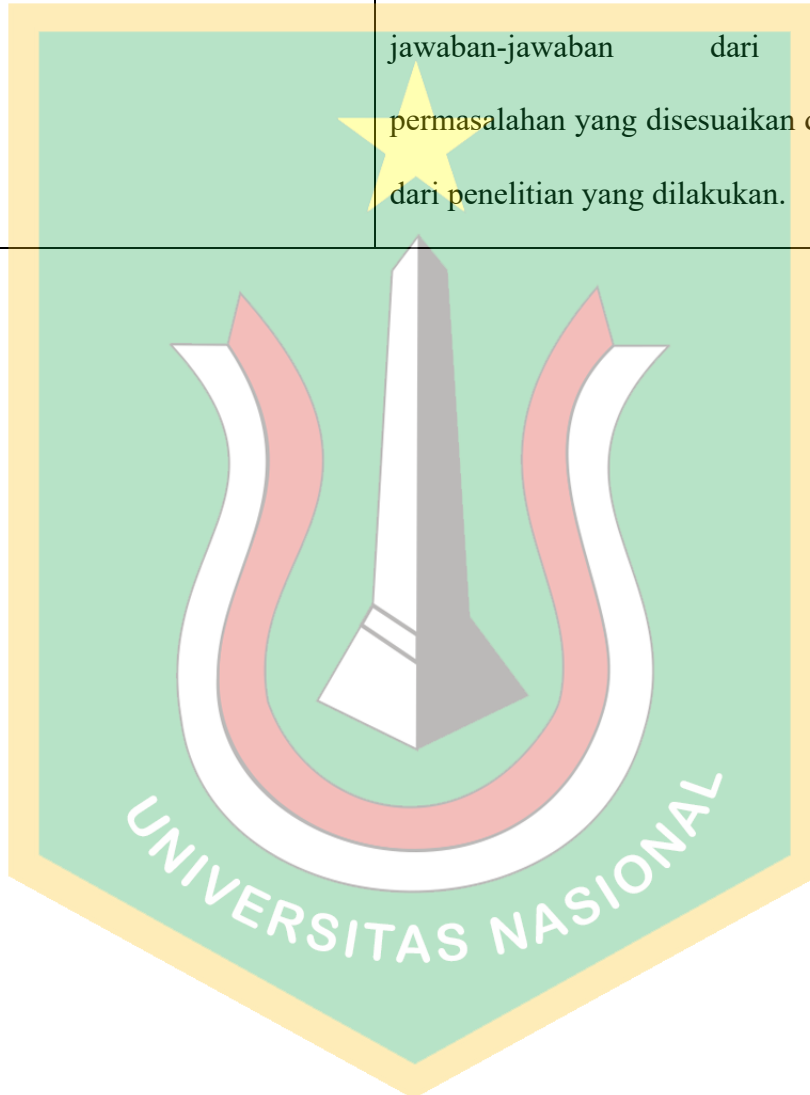 jawaban-jawaban dari
permasalahan yang disesuaikan
dari penelitian yang dilakukan.
UNIVERSITAS NASIONAL